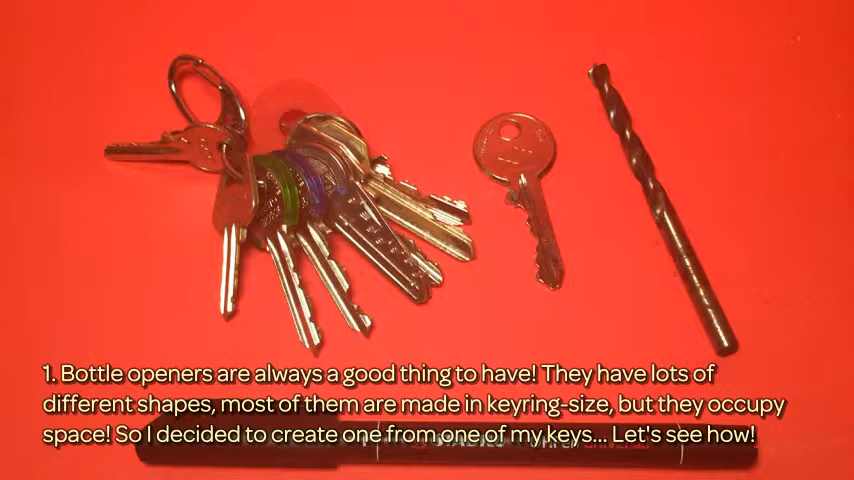 1. Bottle openers are always a good thing to have! They have lots of
different shapes, most of them are made in keyring-size, but they occupy
space! So I decided to create one from one of my keys... Let's see how!